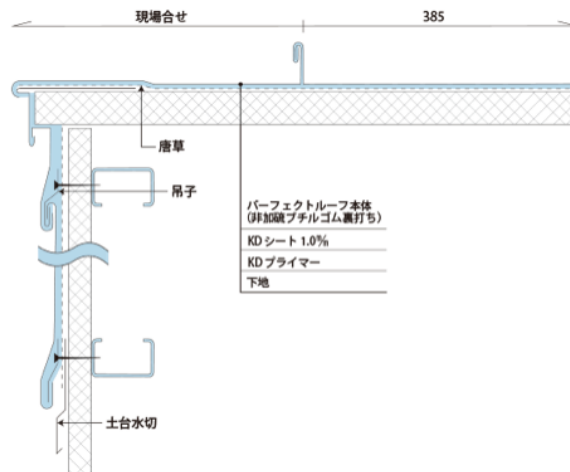 現場合せ
385
唐草
吊子
パーフェクトルーフ本体
(非加硫ブチルゴム裏打ち)
KDシート 1.0%
KDプライマー
下地
土台水切